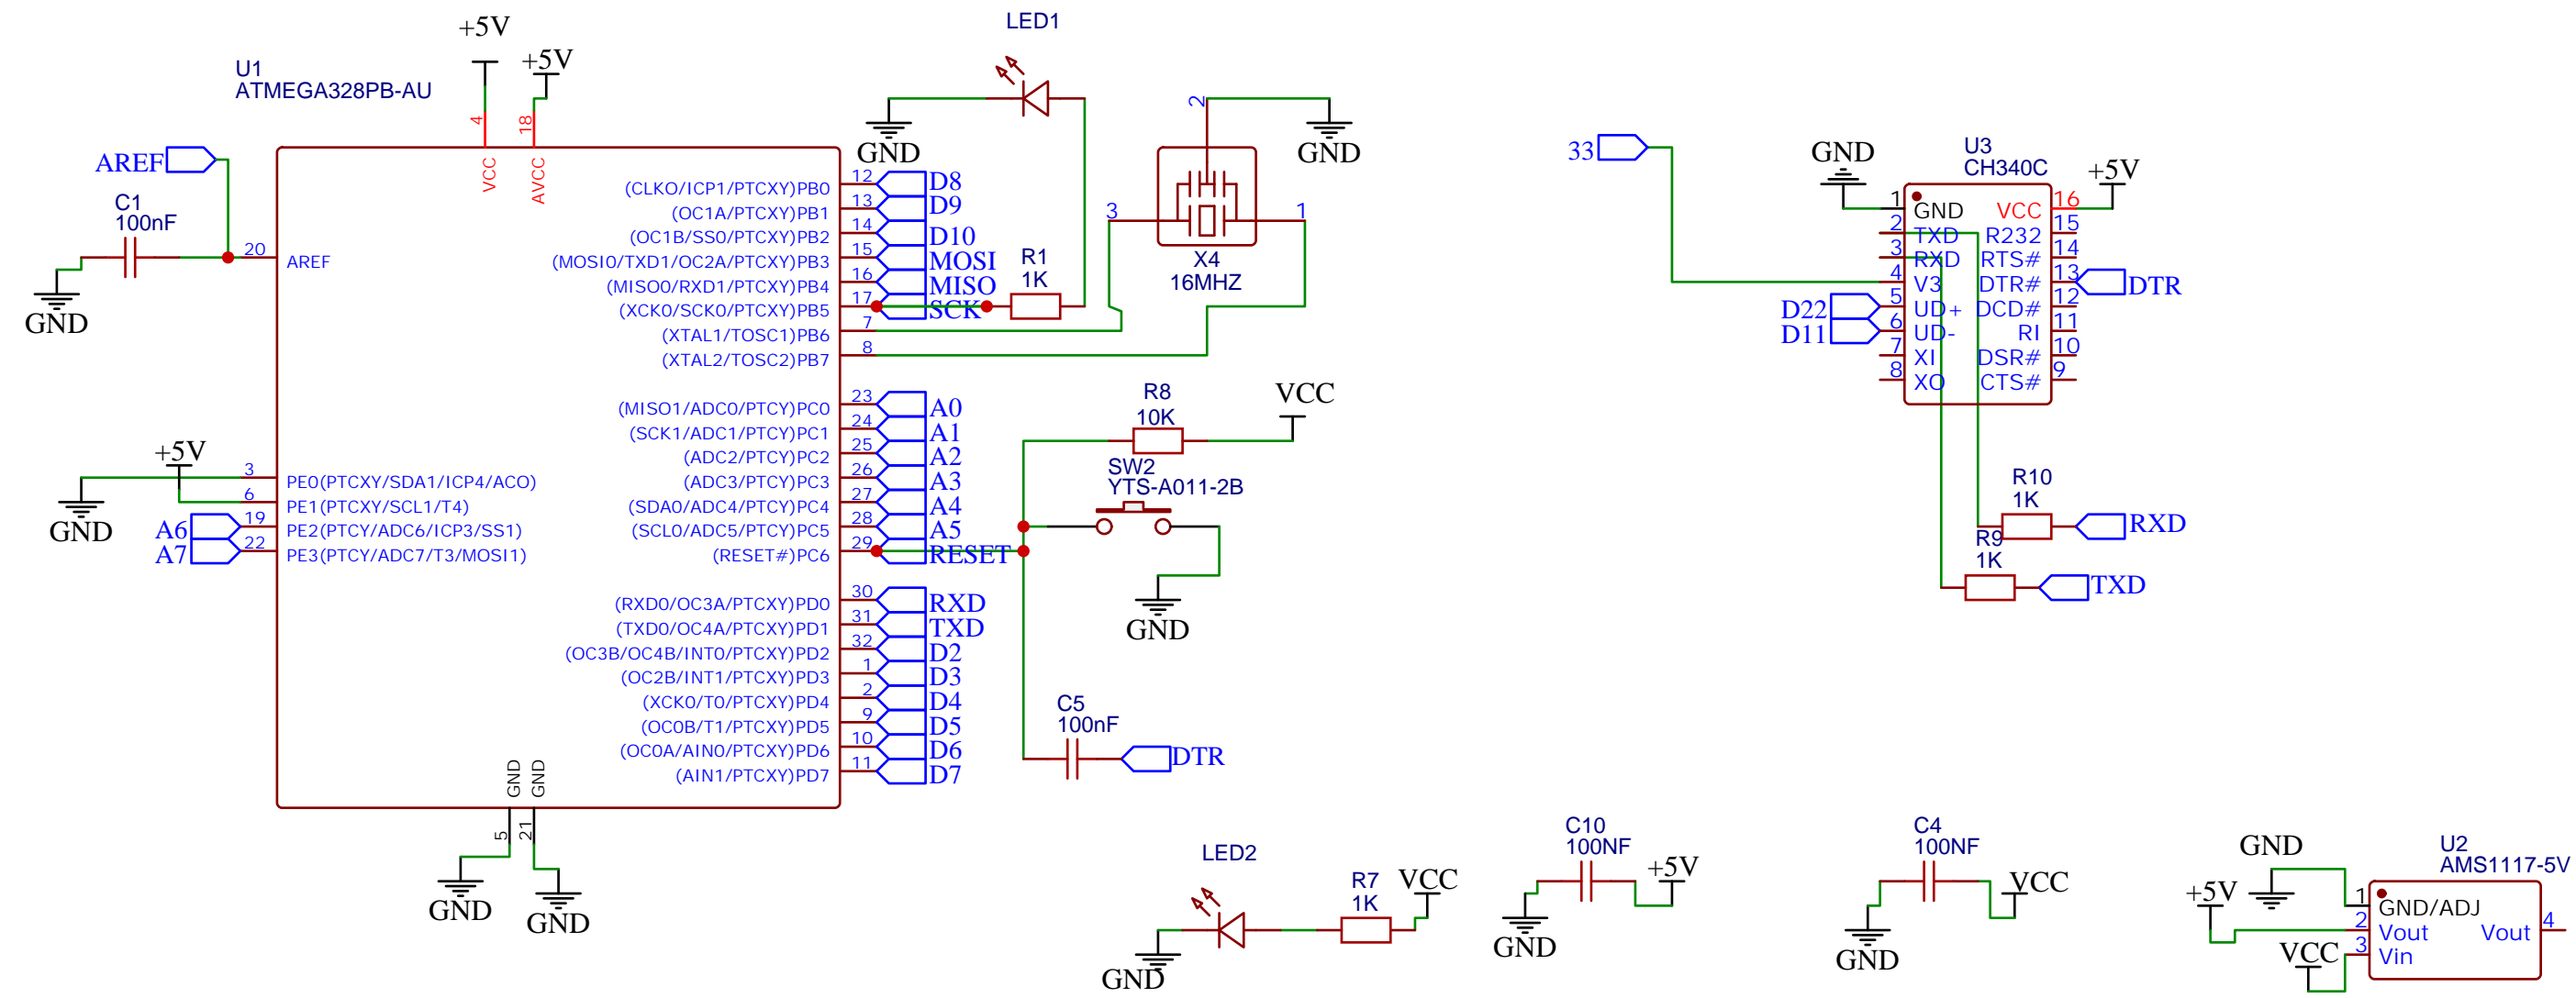 +5V
LED1
U1
ATMEGA328PB-AU
+5V
4
18
VCC
AVCC
AREF
C1
100nF
20
AREF
GND
GND
2
GND
3
1
X4
16MHZ
(CLKO/ICP1/PTCXY)PB0 12 D8
(OC1A/PTCXY)PB1 13 D9
(OC1B/SS0/PTCXY)PB2 14 D10
(MOSI0/TXD1/OC2A/PTCXY)PB3 15 MOSI
(MISO0/RXD1/PTCXY)PB4 16 MISO
(XCK0/SCK0/PTCXY)PB5 17 SCK
(XTAL1/TOSC1)PB6 7
(XTAL2/TOSC2)PB7 8
R1
1K
(MISO1/ADC0/PTCY)PC0 23 A0
(SCK1/ADC1/PTCY)PC1 24 A1
(ADC2/PTCY)PC2 25 A2
(ADC3/PTCY)PC3 26 A3
(SDA0/ADC4/PTCY)PC4 27 A4
(SCL0/ADC5/PTCY)PC5 28 A5
(RESET#)PC6 29 RESET
+5V
GND
3 PE0(PTCXY/SDA1/ICP4/ACO)
6 PE1(PTCXY/SCL1/T4)
A6 19 PE2(PTCY/ADC6/ICP3/SS1)
A7 22 PE3(PTCY/ADC7/T3/MOSI1)
(RXD0/OC3A/PTCXY)PD0 30 RXD
(TXD0/OC4A/PTCXY)PD1 31 TXD
(OC3B/OC4B/INT0/PTCXY)PD2 32 D2
(OC2B/INT1/PTCXY)PD3 1 D3
(XCK0/T0/PTCXY)PD4 2 D4
(OC0B/T1/PTCXY)PD5 9 D5
(OC0A/AIN0/PTCXY)PD6 10 D6
(AIN1/PTCXY)PD7 11 D7
GND
GND
5
21
GND
GND
R8
10K
VCC
SW2
YTS-A011-2B
GND
C5
100nF
DTR
33
GND
U3
CH340C
+5V
1 GND VCC 16
2 TXD R232 15
3 RXD RTS# 14
4 V3 DTR# 13 DTR
D22 5 UD+ DCD# 12
D11 6 UD- RI 11
7 XI DSR# 10
8 XO CTS# 9
R10
1K
RXD
R9
1K
TXD
LED2
R7
1K
VCC
GND
C10
100NF
+5V
GND
C4
100NF
VCC
GND
U2
AMS1117-5V
GND
+5V
VCC
1 GND/ADJ
2 Vout Vout 4
3 Vin